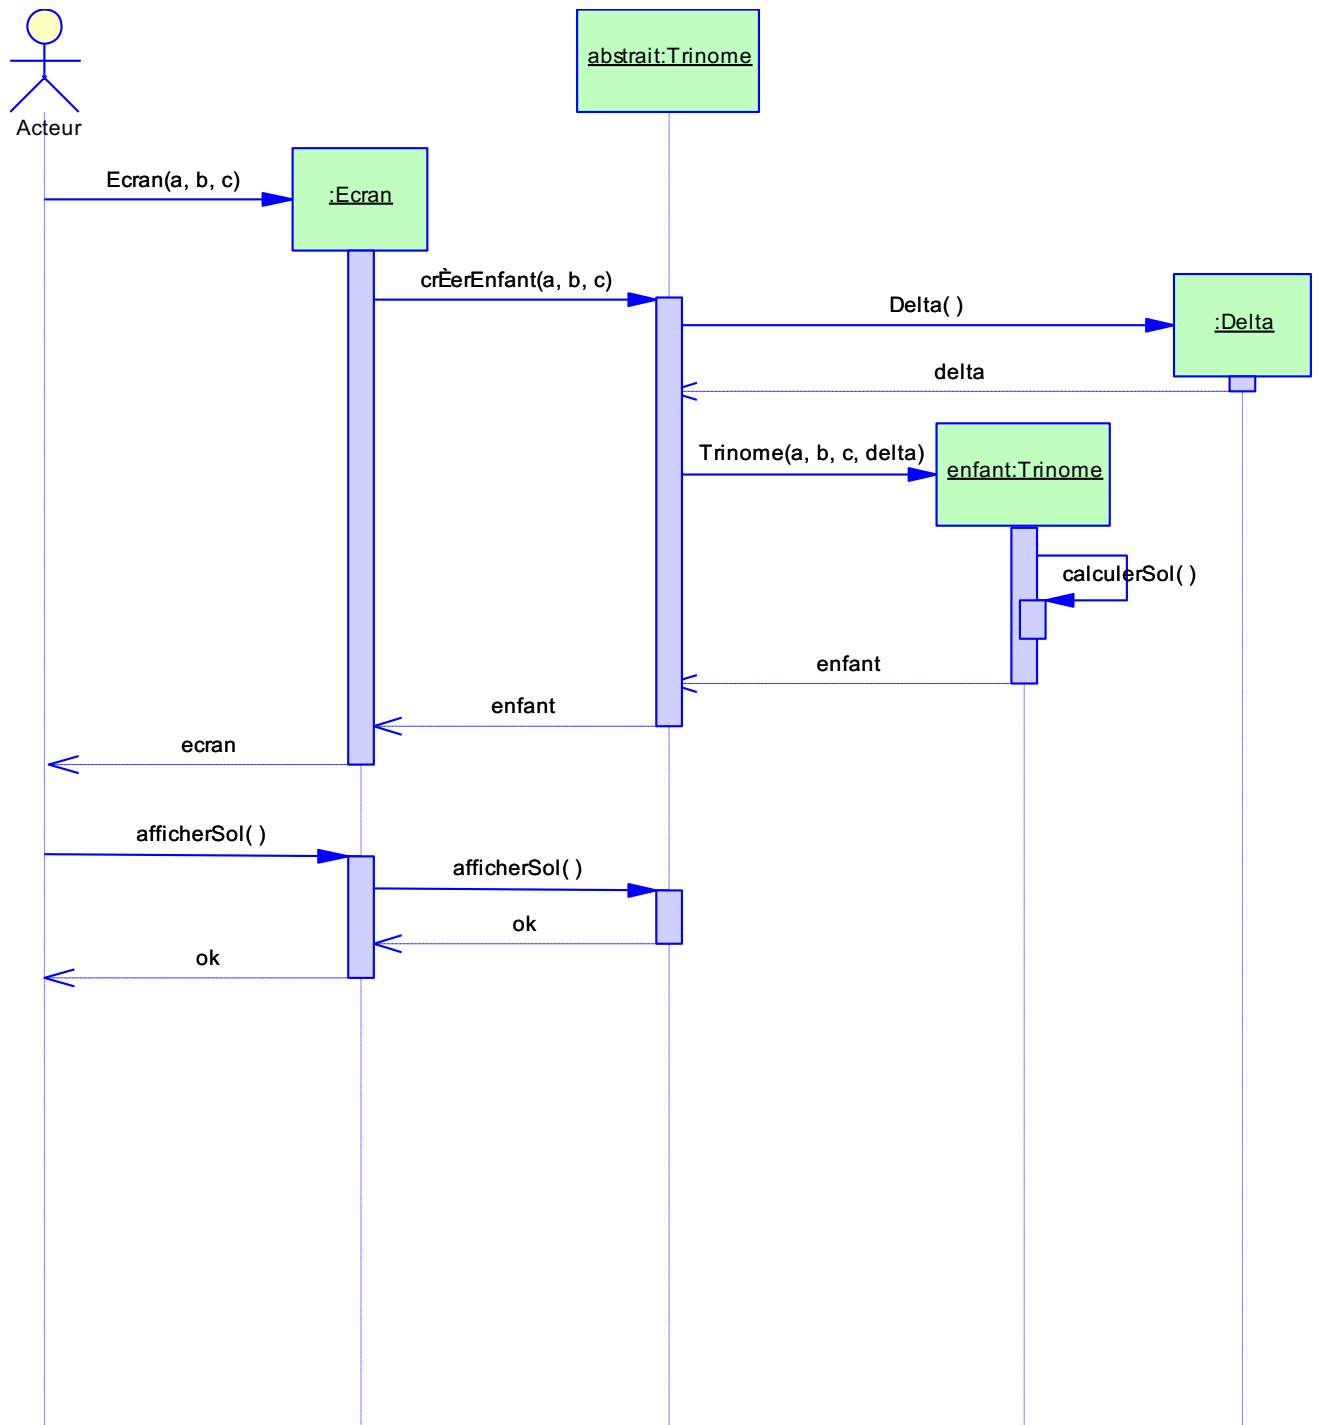 abstrait:Trinome
Acteur
Ecran(a, b, c)
:Ecran
crÈerEnfant(a, b, c)
Delta( )
:Delta
delta
Trinome(a, b, c, delta)
enfant:Trinome
calculerSol( )
enfant
enfant
ecran
afficherSol( )
afficherSol( )
ok
ok